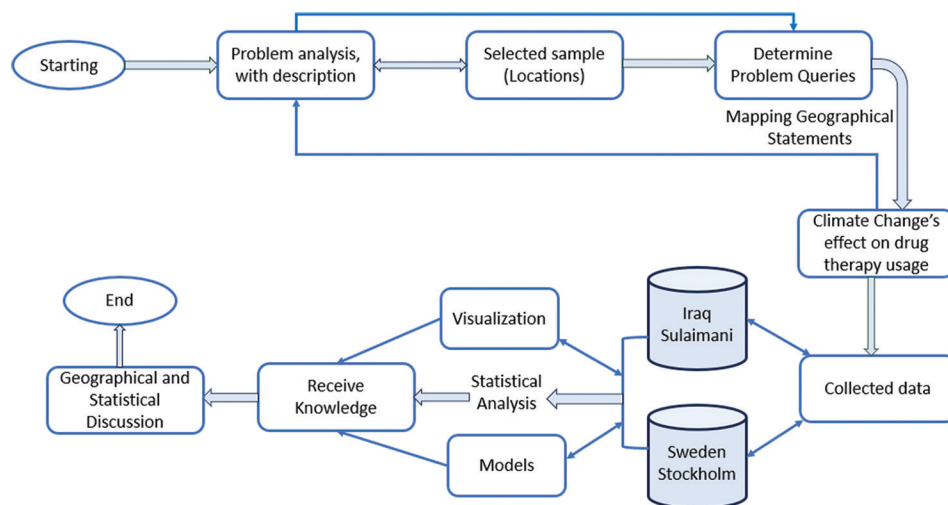 Starting
Problem analysis,
with description
Selected sample
(Locations)
Determine
Problem Queries
Mapping Geographical
Statements
Climate Change's
effect on drug
therapy usage
End
Visualization
Iraq
Sulaimani
Geographical and
Statistical
Discussion
Receive
Knowledge
Statistical
Analysis
Collected data
Models
Sweden
Stockholm